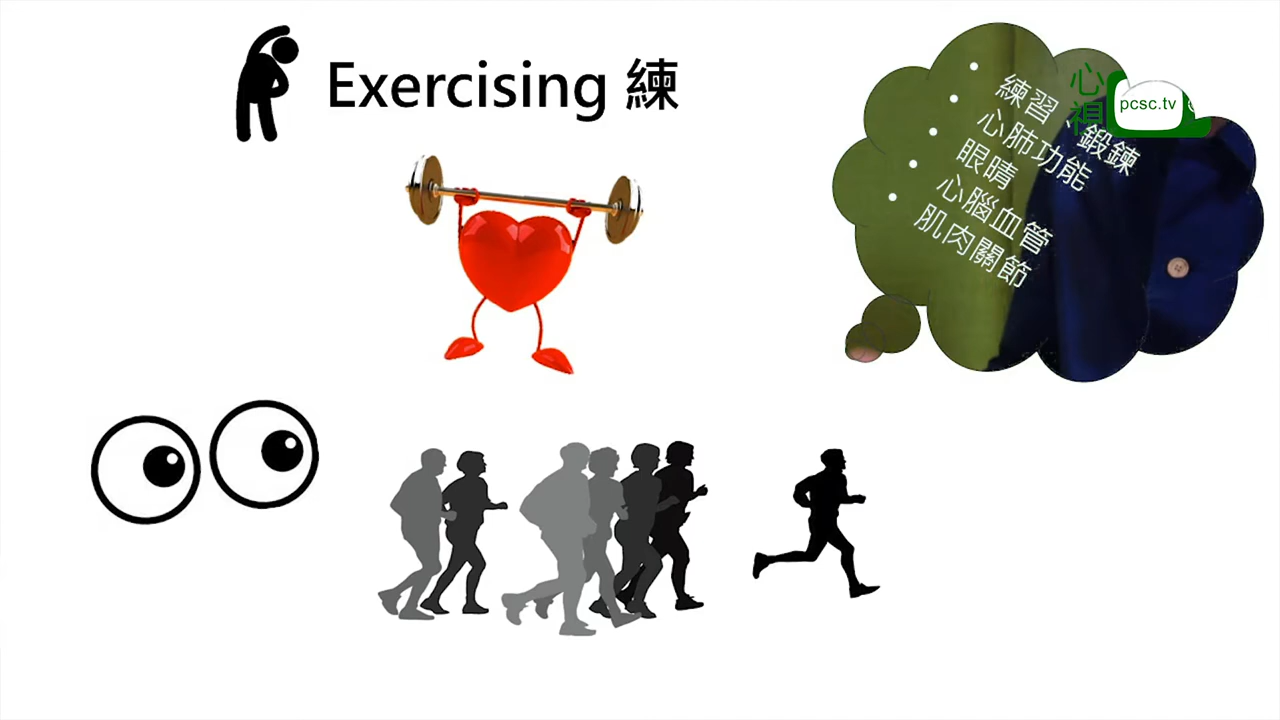 Exercising 練
練習、鍛鍊
心肺功能
眼睛
心腦血管
肌肉關節
心視
pcsc.tv